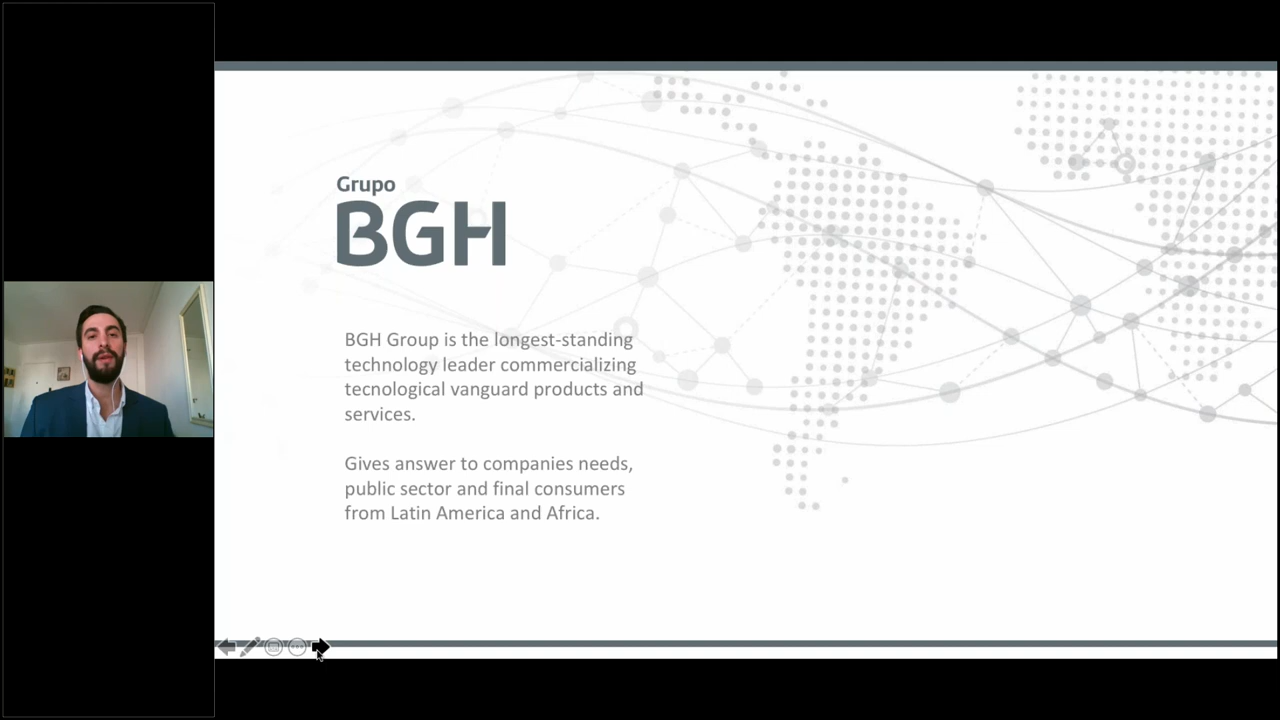 Grupo
BGH
BGH Group is the longest-standing
technology leader commercializing
tecnological vanguard products and
services.
Gives answer to companies needs,
public sector and final consumers
from Latin America and Africa.